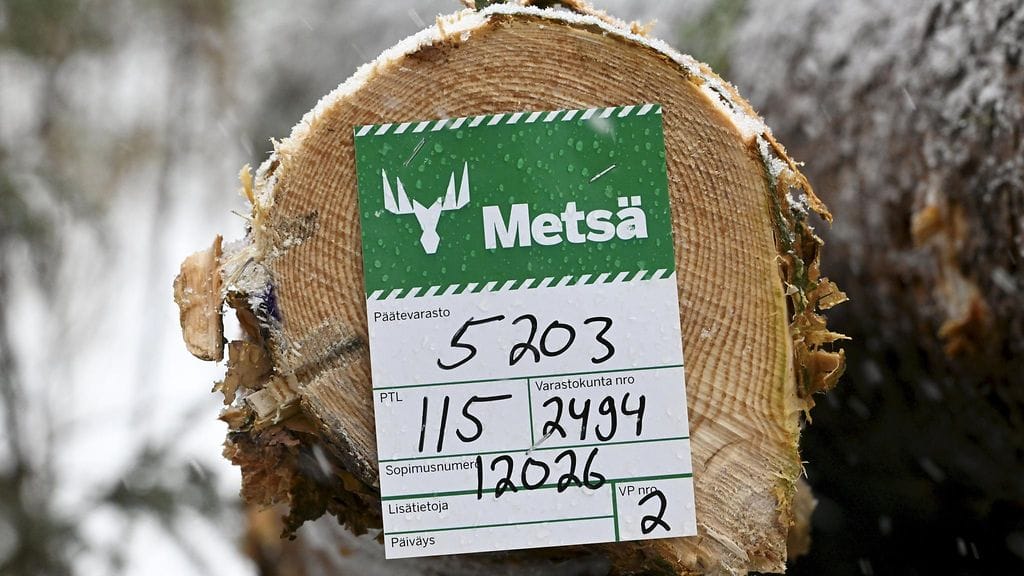 Metsä
Päätevarasto
5203
PTL
115
Varastokunta nro
2494
Sopimusnumero
12026
Lisätietoja
VP nro
2
Päiväys